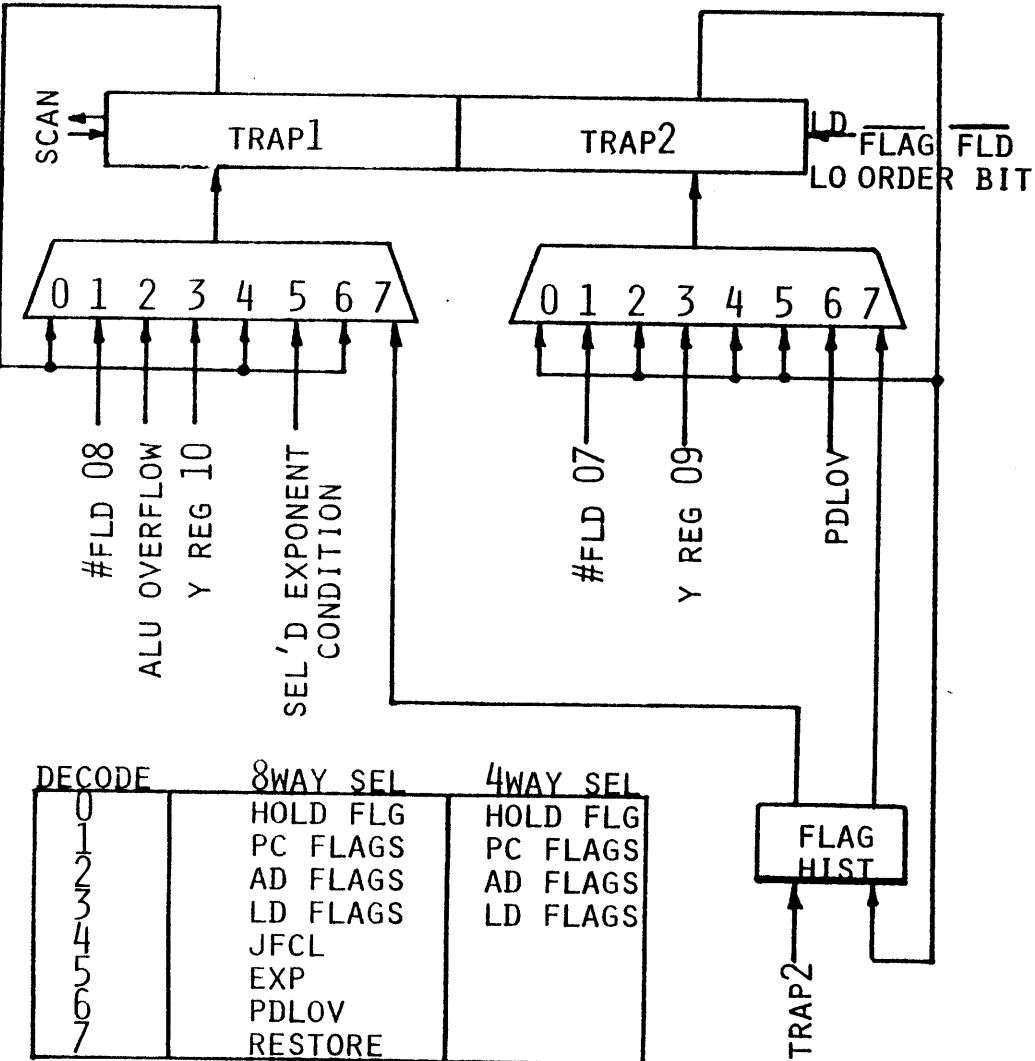 SCAN
TRAP1
TRAP2
LD
FLAG FLD
LO ORDER BIT
0 1 2 3 4 5 6 7
0 1 2 3 4 5 6 7
#FLD 08
ALU OVERFLOW
Y REG 10
SEL'D EXPONENT
CONDITION
#FLD 07
Y REG 09
PDLOV
DECODE 8WAY SEL 4WAY SEL
0 HOLD FLG HOLD FLG
1 PC FLAGS PC FLAGS
2 AD FLAGS AD FLAGS
3 LD FLAGS LD FLAGS
4 JFCL
5 EXP
6 PDLOV
7 RESTORE
FLAG
HIST
TRAP2